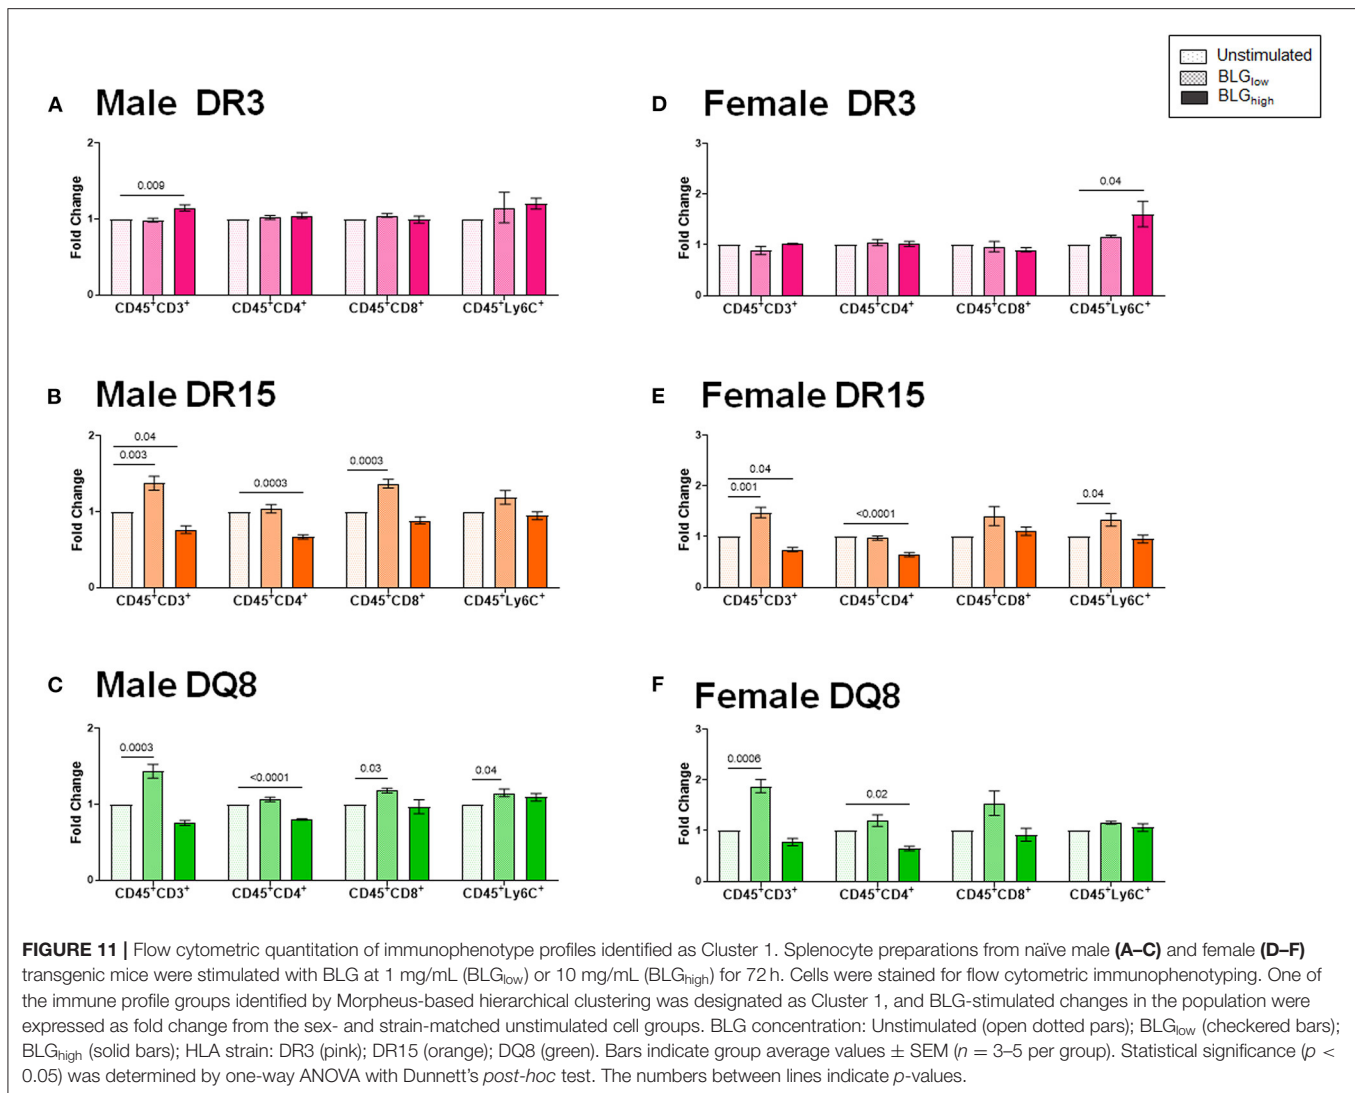 Unstimulated
BLGlow
BLGhigh
A Male DR3
2
0.009
Fold Change
1
0
CD45+CD3+ CD45+CD4+ CD45+CD8+ CD45+Ly6C+
D Female DR3
3
2
0.04
Fold Change
1
0
CD45+CD3+ CD45+CD4+ CD45+CD8+ CD45+Ly6C+
B Male DR15
2
0.04
0.003
0.0003
0.0003
Fold Change
1
0
CD45+CD3+ CD45+CD4+ CD45+CD8+ CD45+Ly6C+
E Female DR15
3
2
0.04
0.001
<0.0001
0.04
Fold Change
1
0
CD45+CD3+ CD45+CD4+ CD45+CD8+ CD45+Ly6C+
C Male DQ8
2
0.0003
<0.0001
0.03
0.04
Fold Change
1
0
CD45+CD3+ CD45+CD4+ CD45+CD8+ CD45+Ly6C+
F Female DQ8
3
0.0006
2
0.02
Fold Change
1
0
CD45+CD3+ CD45+CD4+ CD45+CD8+ CD45+Ly6C+
FIGURE 11 | Flow cytometric quantitation of immunophenotype profiles identified as Cluster 1. Splenocyte preparations from naïve male (A–C) and female (D–F)
transgenic mice were stimulated with BLG at 1 mg/mL (BLGlow) or 10 mg/mL (BLGhigh) for 72 h. Cells were stained for flow cytometric immunophenotyping. One of
the immune profile groups identified by Morpheus-based hierarchical clustering was designated as Cluster 1, and BLG-stimulated changes in the population were
expressed as fold change from the sex- and strain-matched unstimulated cell groups. BLG concentration: Unstimulated (open dotted pars); BLGlow (checkered bars);
BLGhigh (solid bars); HLA strain: DR3 (pink); DR15 (orange); DQ8 (green). Bars indicate group average values ± SEM (n = 3–5 per group). Statistical significance (p <
0.05) was determined by one-way ANOVA with Dunnett's post-hoc test. The numbers between lines indicate p-values.